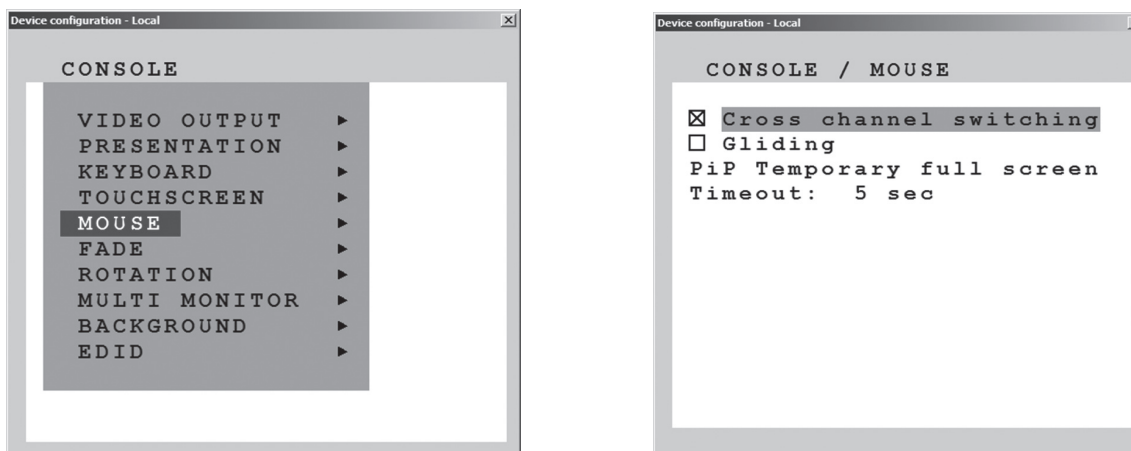 Device configuration - Local
CONSOLE
VIDEO OUTPUT
PRESENTATION
KEYBOARD
TOUCHSCREEN
MOUSE
FADE
ROTATION
MULTI MONITOR
BACKGROUND
EDID
Device configuration - Local
CONSOLE / MOUSE
Cross channel switching
Gliding
PiP Temporary full screen
Timeout: 5 sec